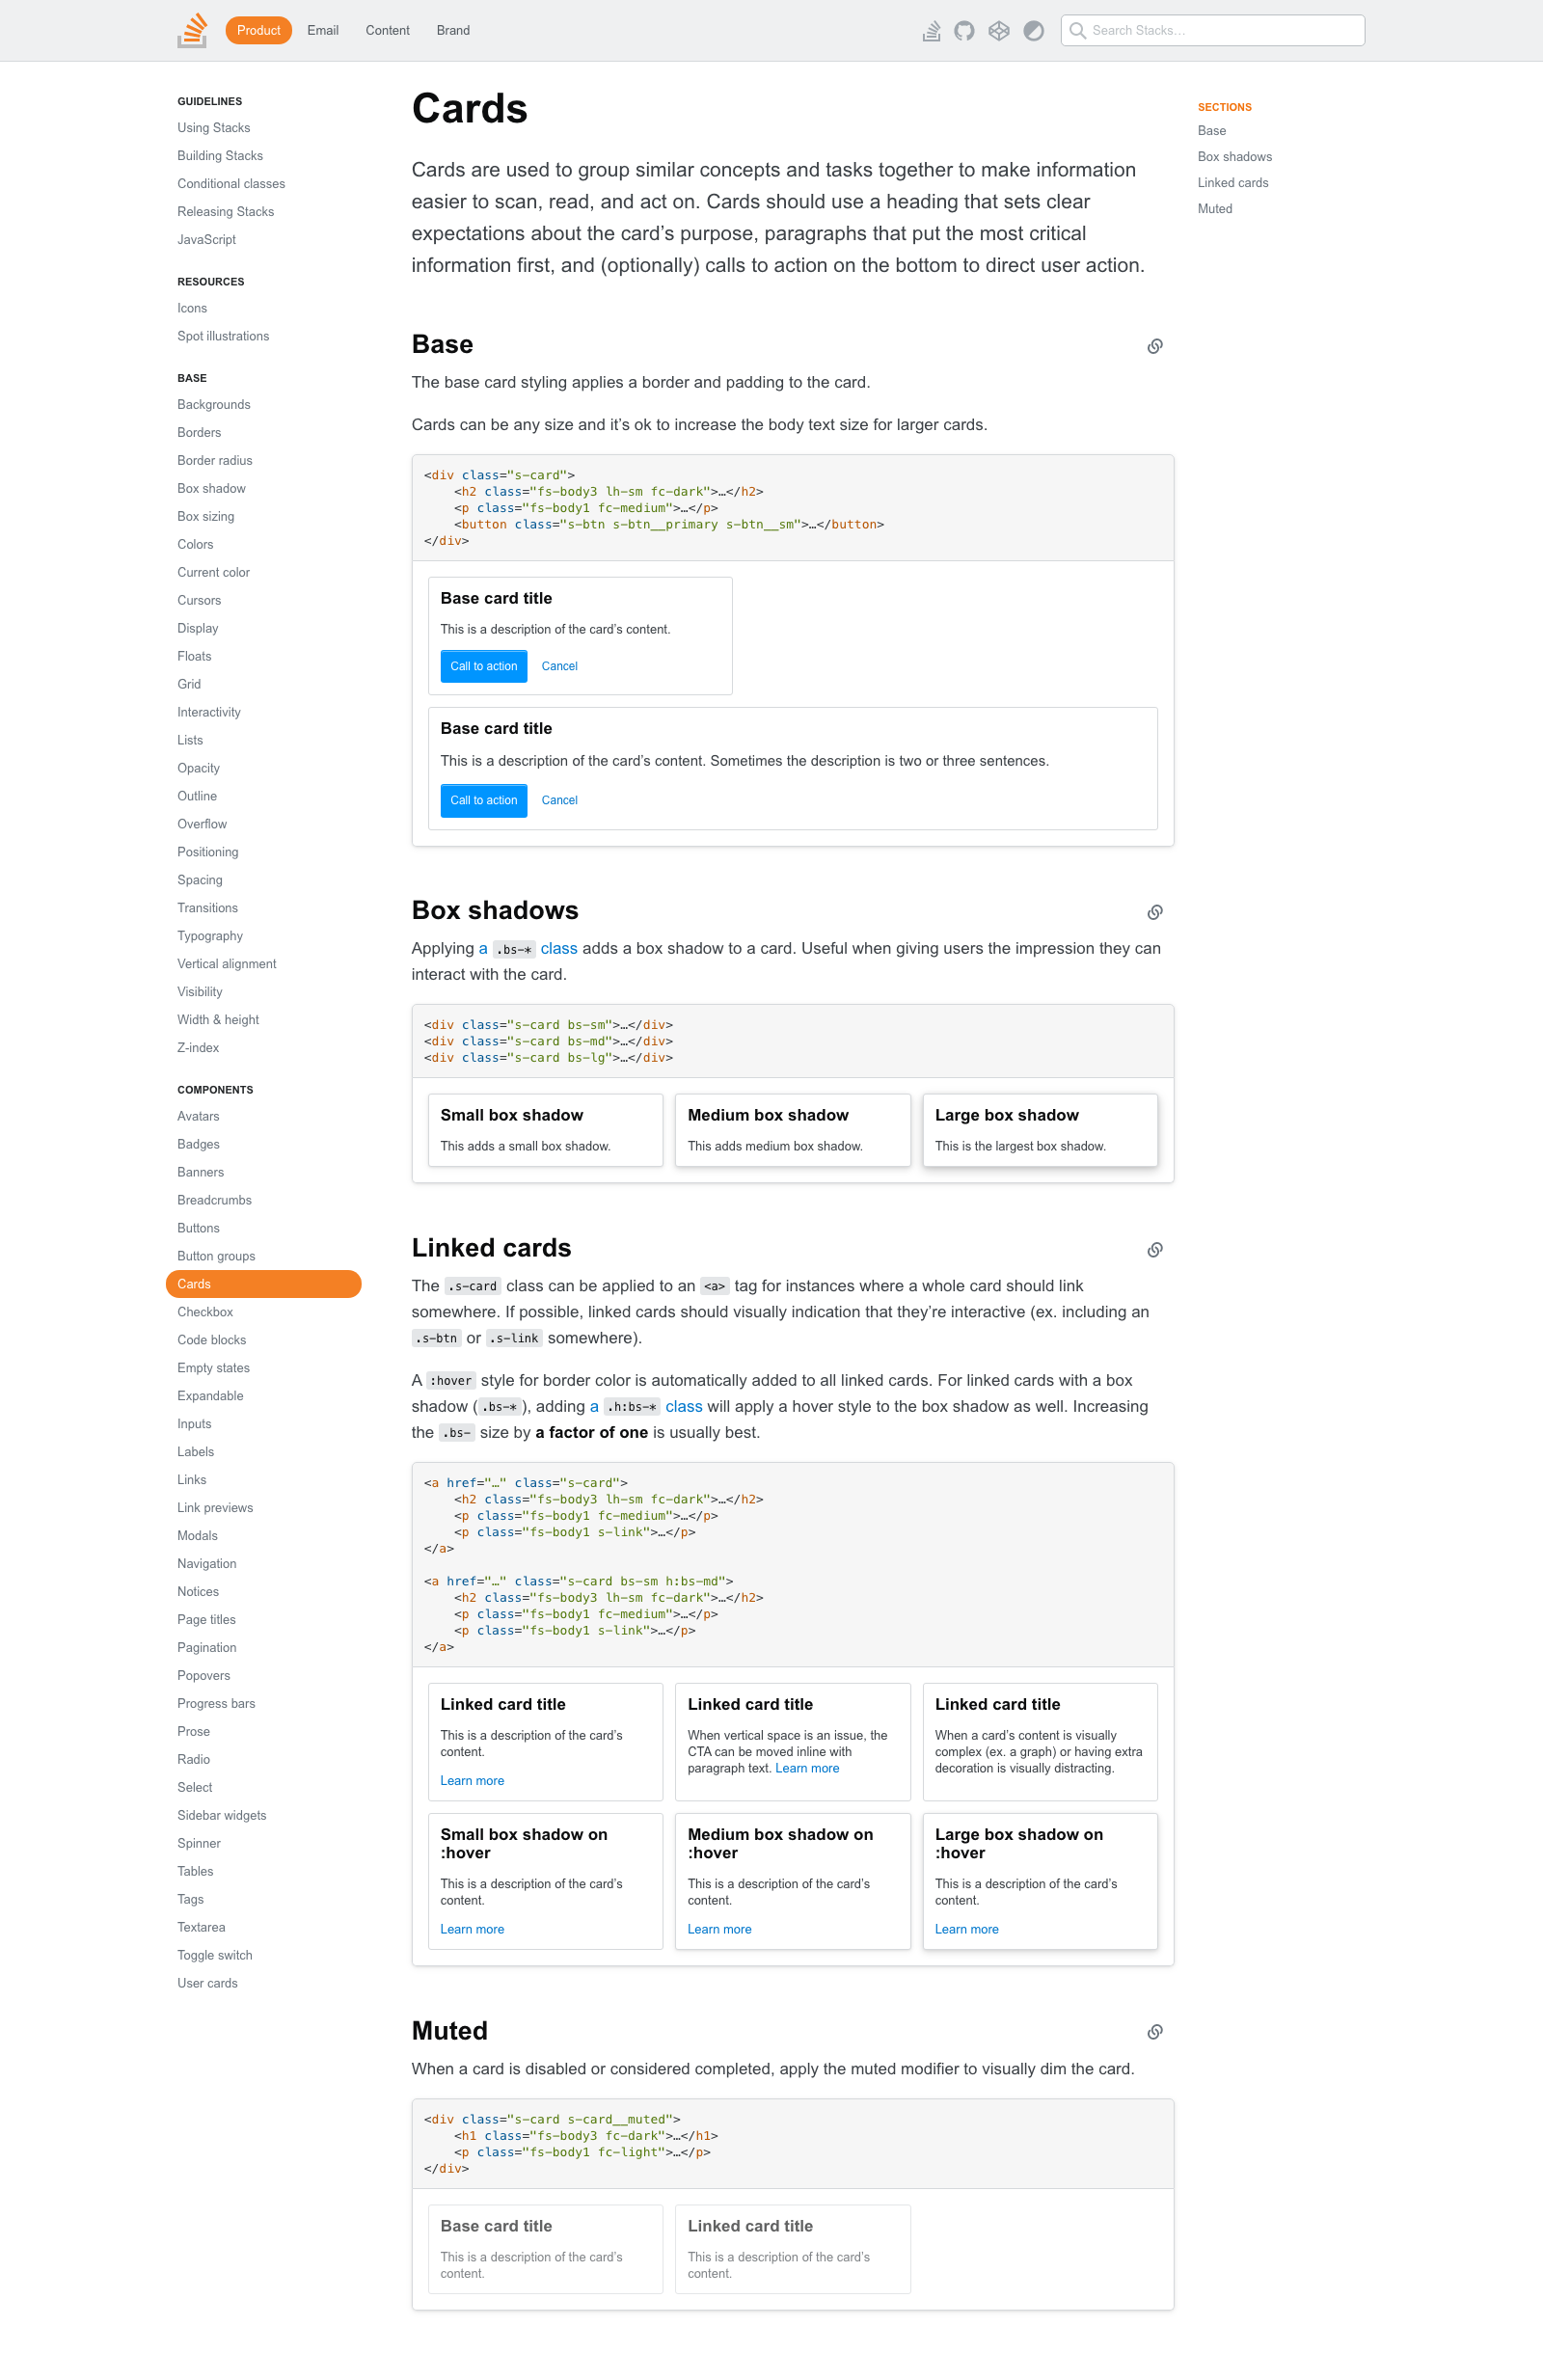 Product Email Content Brand
Search Stacks…
GUIDELINES
Using Stacks
Building Stacks
Conditional classes
Releasing Stacks
JavaScript
RESOURCES
Icons
Spot illustrations
BASE
Backgrounds
Borders
Border radius
Box shadow
Box sizing
Colors
Current color
Cursors
Display
Floats
Grid
Interactivity
Lists
Opacity
Outline
Overflow
Positioning
Spacing
Transitions
Typography
Vertical alignment
Visibility
Width & height
Z-index
COMPONENTS
Avatars
Badges
Banners
Breadcrumbs
Buttons
Button groups
Cards
Checkbox
Code blocks
Empty states
Expandable
Inputs
Labels
Links
Link previews
Modals
Navigation
Notices
Page titles
Pagination
Popovers
Progress bars
Prose
Radio
Select
Sidebar widgets
Spinner
Tables
Tags
Textarea
Toggle switch
User cards
Cards
Cards are used to group similar concepts and tasks together to make information
easier to scan, read, and act on. Cards should use a heading that sets clear
expectations about the card’s purpose, paragraphs that put the most critical
information first, and (optionally) calls to action on the bottom to direct user action.
Base
The base card styling applies a border and padding to the card.
Cards can be any size and it’s ok to increase the body text size for larger cards.
<div class="s-card">
    <h2 class="fs-body3 lh-sm fc-dark">…</h2>
    <p class="fs-body1 fc-medium">…</p>
    <button class="s-btn s-btn__primary s-btn__sm">…</button>
</div>
Base card title
This is a description of the card’s content.
Call to action Cancel
Base card title
This is a description of the card’s content. Sometimes the description is two or three sentences.
Call to action Cancel
Box shadows
Applying a .bs-* class adds a box shadow to a card. Useful when giving users the impression they can
interact with the card.
<div class="s-card bs-sm">…</div>
<div class="s-card bs-md">…</div>
<div class="s-card bs-lg">…</div>
Small box shadow
This adds a small box shadow.
Medium box shadow
This adds medium box shadow.
Large box shadow
This is the largest box shadow.
Linked cards
The .s-card class can be applied to an <a> tag for instances where a whole card should link
somewhere. If possible, linked cards should visually indication that they’re interactive (ex. including an
.s-btn or .s-link somewhere).
A :hover style for border color is automatically added to all linked cards. For linked cards with a box
shadow (.bs-*), adding a .h:bs-* class will apply a hover style to the box shadow as well. Increasing
the .bs- size by a factor of one is usually best.
<a href="…" class="s-card">
    <h2 class="fs-body3 lh-sm fc-dark">…</h2>
    <p class="fs-body1 fc-medium">…</p>
    <p class="fs-body1 s-link">…</p>
</a>
<a href="…" class="s-card bs-sm h:bs-md">
    <h2 class="fs-body3 lh-sm fc-dark">…</h2>
    <p class="fs-body1 fc-medium">…</p>
    <p class="fs-body1 s-link">…</p>
</a>
Linked card title
This is a description of the card’s
content.
Learn more
Linked card title
When vertical space is an issue, the
CTA can be moved inline with
paragraph text. Learn more
Linked card title
When a card’s content is visually
complex (ex. a graph) or having extra
decoration is visually distracting.
Small box shadow on
:hover
This is a description of the card’s
content.
Learn more
Medium box shadow on
:hover
This is a description of the card’s
content.
Learn more
Large box shadow on
:hover
This is a description of the card’s
content.
Learn more
Muted
When a card is disabled or considered completed, apply the muted modifier to visually dim the card.
<div class="s-card s-card__muted">
    <h1 class="fs-body3 fc-dark">…</h1>
    <p class="fs-body1 fc-light">…</p>
</div>
Base card title
This is a description of the card’s
content.
Linked card title
This is a description of the card’s
content.
SECTIONS
Base
Box shadows
Linked cards
Muted